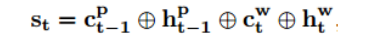 s_t = c^p_{t-1} ⊕ h^p_{t-1} ⊕ c^w_t ⊕ h^w_t